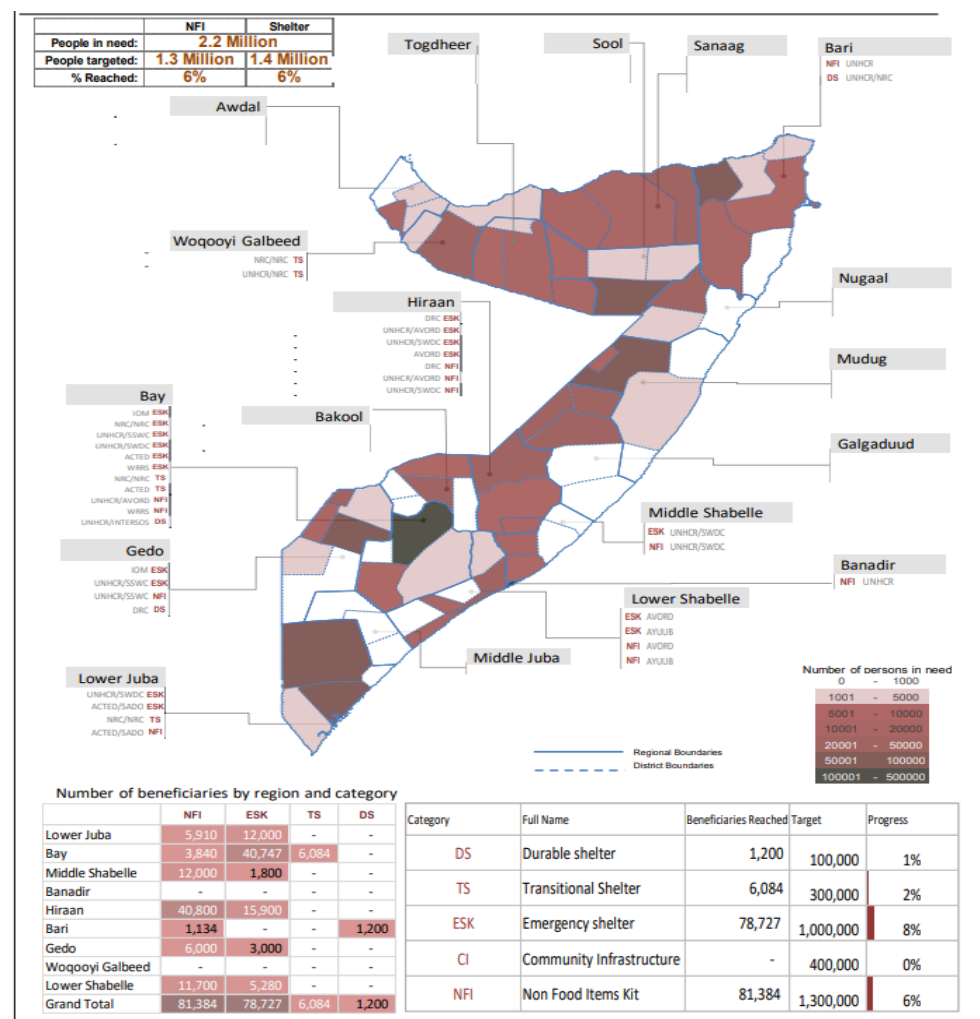 NFI Shelter
People in need: 2.2 Million
People targeted: 1.3 Million 1.4 Million
% Reached: 6% 6%
Togdheer
Sool
Sanaag
Bari
NFI UNHCR
DS UNHCR/NRC
Awdal
Woqooyi Galbeed
NRC/NRC TS
UNHCR/NRC TS
Nugaal
Hiraan
DRC ESK
UNHCR/AVORD ESK
UNHCR/SWDC ESK
AVORD ESK
DRC NFI
UNHCR/AVORD NFI
UNHCR/SWDC NFI
Mudug
Bay
IOM ESK
NRC/NRC ESK
UNHCR/SSWC ESK
UNHCR/SWDC ESK
ACTED ESK
WRRS ESK
NRC/NRC TS
ACTED TS
UNHCR/AVORD NFI
WRRS NFI
UNHCR/INTERSOS DS
Bakool
Galgaduud
Middle Shabelle
ESK UNHCR/SWDC
NFI UNHCR/SWDC
Gedo
IOM ESK
UNHCR/SSWC ESK
UNHCR/SSWC NFI
DRC DS
Banadir
NFI UNHCR
Lower Shabelle
ESK AVORD
ESK AYUUB
NFI AVORD
NFI AYUUB
Middle Juba
Lower Juba
UNHCR/SWDC ESK
ACTED/SADO ESK
NRC/NRC TS
ACTED/SADO NFI
Number of persons in need
0 - 1000
1001 - 5000
5001 - 10000
10001 - 20000
20001 - 50000
50001 100000
100001 - 500000
Regional Boundaries
District Boundaries
Number of beneficiaries by region and category
NFI ESK TS DS
Lower Juba 5,910 12,000 - -
Bay 3,840 40,747 6,084 -
Middle Shabelle 12,000 1,800 - -
Banadir - - - -
Hiraan 40,800 15,900 - -
Bari 1,134 - - 1,200
Gedo 6,000 3,000 - -
Woqooyi Galbeed - - - -
Lower Shabelle 11,700 5,280 - -
Grand Total 81,384 78,727 6,084 1,200
Category Full Name Beneficiaries Reached Target Progress
DS Durable shelter 1,200 100,000 1%
TS Transitional Shelter 6,084 300,000 2%
ESK Emergency shelter 78,727 1,000,000 8%
CI Community Infrastructure - 400,000 0%
NFI Non Food Items Kit 81,384 1,300,000 6%